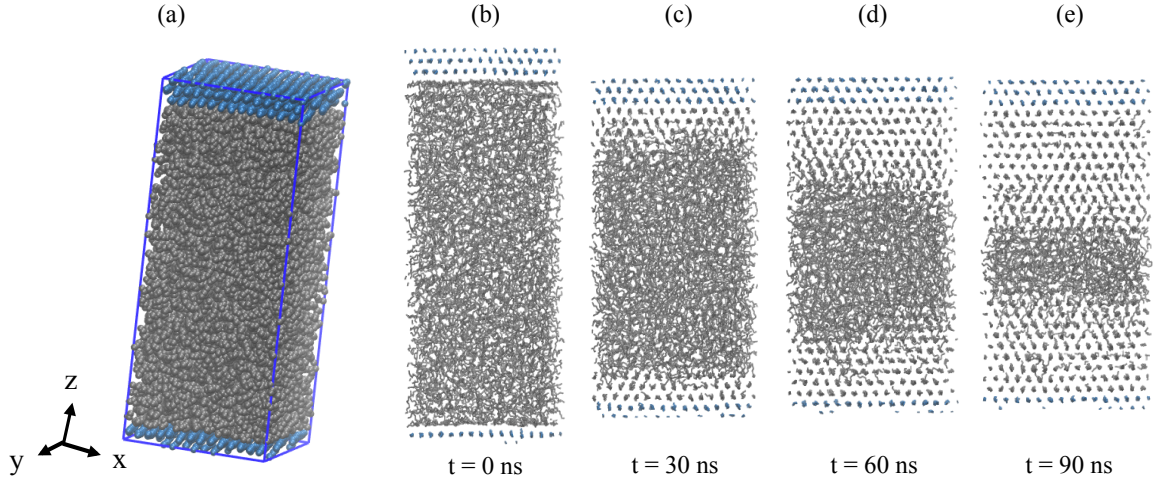 (a)
(b)
(c)
(d)
(e)
z
y
x
t = 0 ns
t = 30 ns
t = 60 ns
t = 90 ns